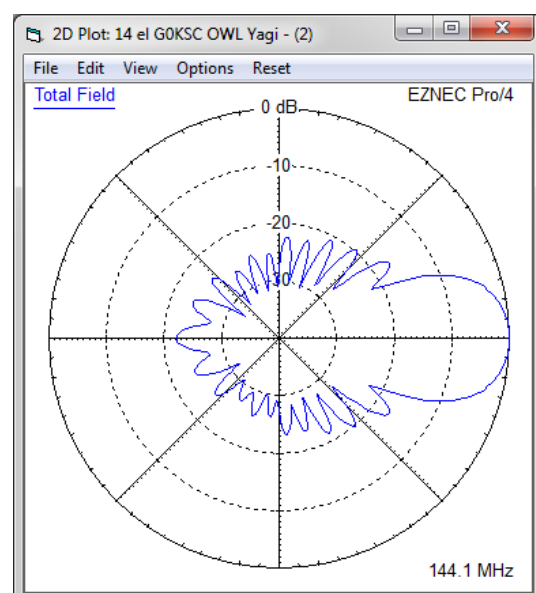 2D Plot: 14 el G0KSC OWL Yagi - (2)
File Edit View Options Reset
Total Field
EZNEC Pro/4
0 dB
-10
-20
-30
144.1 MHz